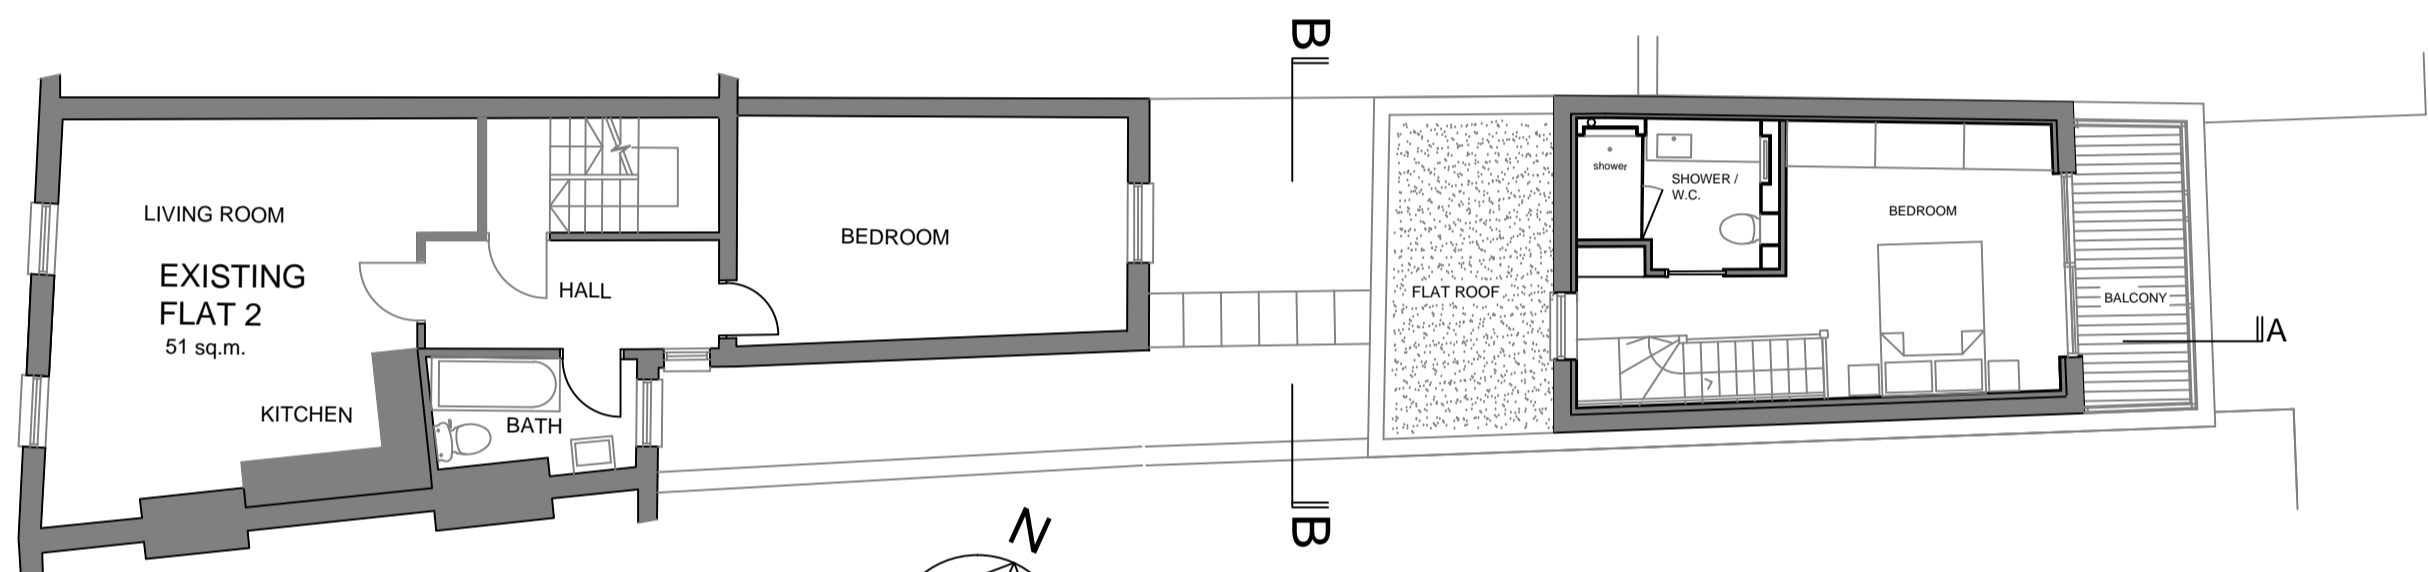 B
LIVING ROOM
EXISTING
FLAT 2
51 sq.m.
KITCHEN
HALL
BATH
BEDROOM
FLAT ROOF
shower
SHOWER /
W.C.
BEDROOM
BALCONY
A
B
N